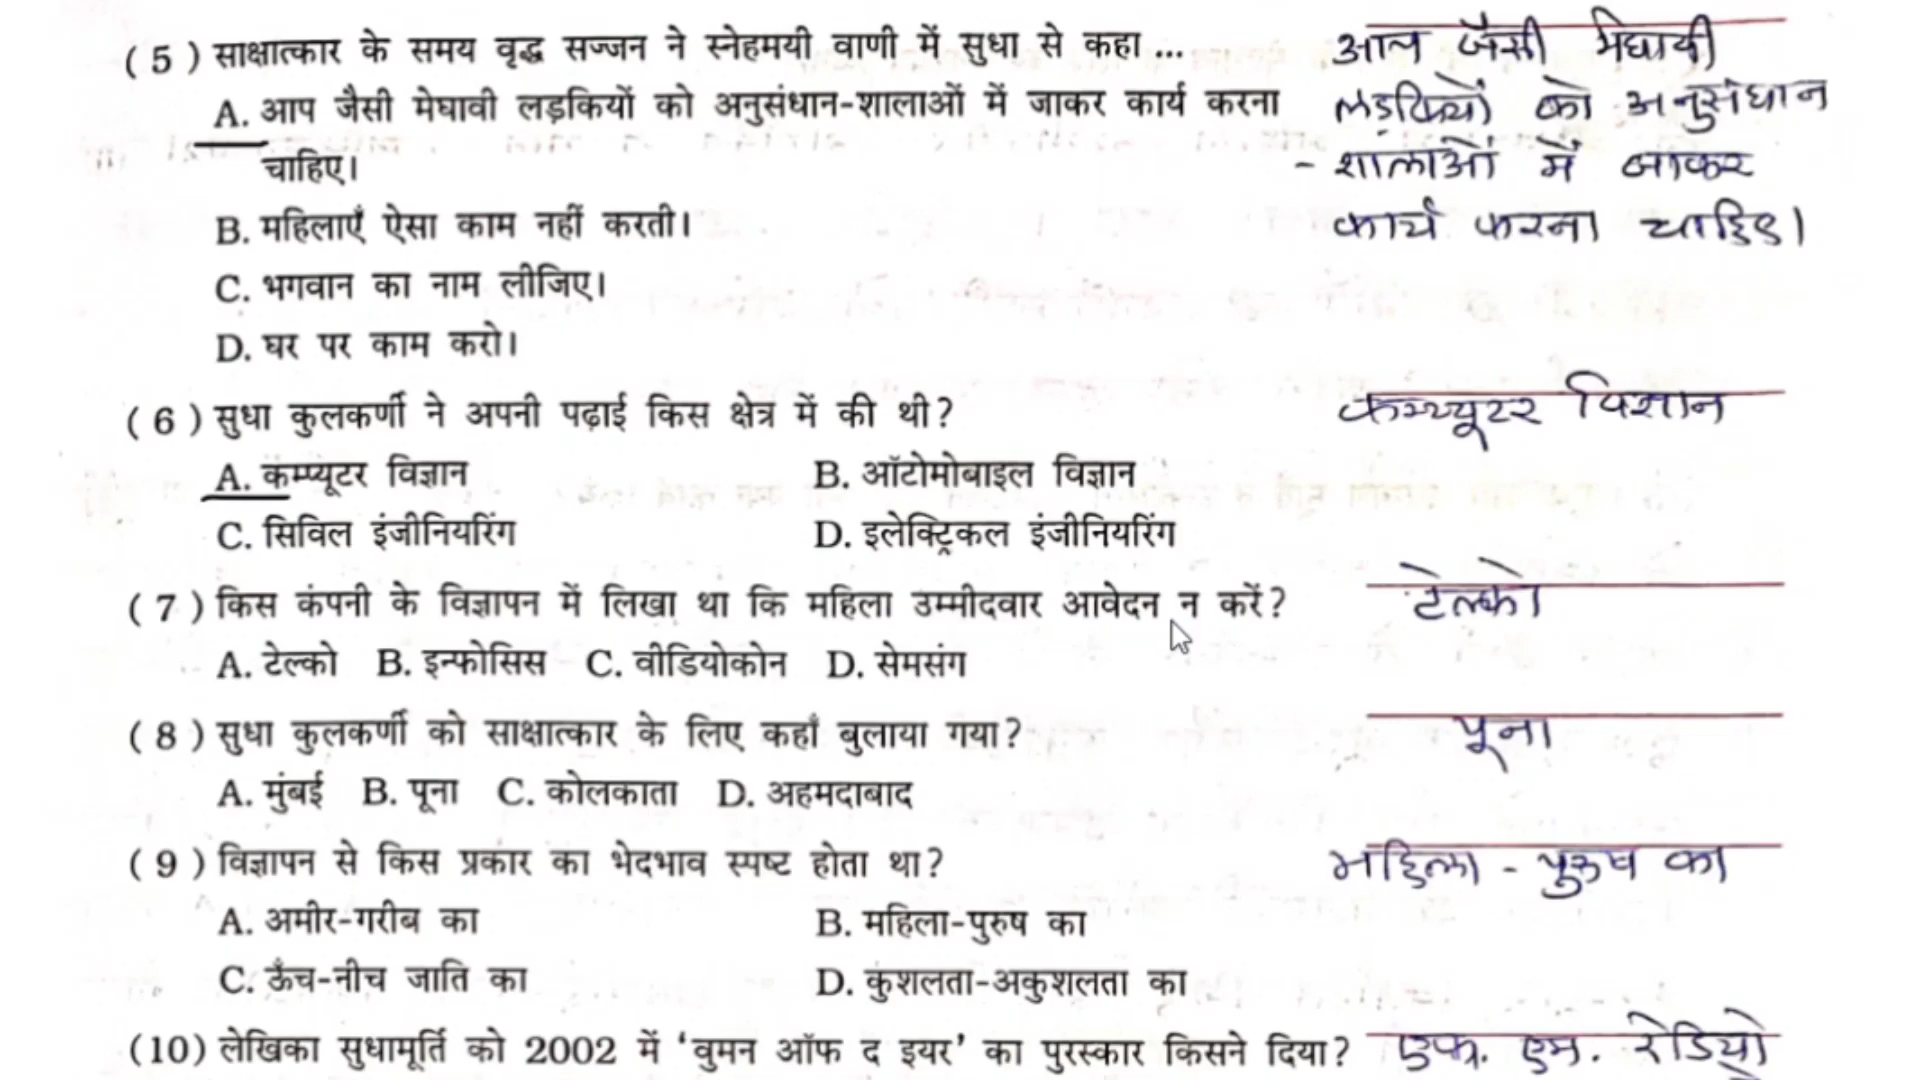 (5) साक्षात्कार के समय वृद्ध सज्जन ने स्नेहमयी वाणी में सुधा से कहा ... आप जैसी मेघावी
A. आप जैसी मेघावी लड़कियों को अनुसंधान-शालाओं में जाकर कार्य करना लड़कियों को अनुसंधान
चाहिए। - शालाओं में जाकर
B. महिलाएँ ऐसा काम नहीं करती। कार्य करना चाहिए।
C. भगवान का नाम लीजिए।
D. घर पर काम करो।
(6) सुधा कुलकर्णी ने अपनी पढ़ाई किस क्षेत्र में की थी? कम्प्यूटर विज्ञान
A. कम्प्यूटर विज्ञान B. ऑटोमोबाइल विज्ञान
C. सिविल इंजीनियरिंग D. इलेक्ट्रिकल इंजीनियरिंग
(7) किस कंपनी के विज्ञापन में लिखा था कि महिला उम्मीदवार आवेदन न करें? टेल्को
A. टेल्को B. इन्फोसिस C. वीडियोकोन D. सेमसंग
(8) सुधा कुलकर्णी को साक्षात्कार के लिए कहाँ बुलाया गया? पूना
A. मुंबई B. पूना C. कोलकाता D. अहमदाबाद
(9) विज्ञापन से किस प्रकार का भेदभाव स्पष्ट होता था? महिला - पुरुष का
A. अमीर-गरीब का B. महिला-पुरुष का
C. ऊँच-नीच जाति का D. कुशलता-अकुशलता का
(10) लेखिका सुधामूर्ति को 2002 में ‘वुमन ऑफ द इयर’ का पुरस्कार किसने दिया? एफ. एम. रेडियो